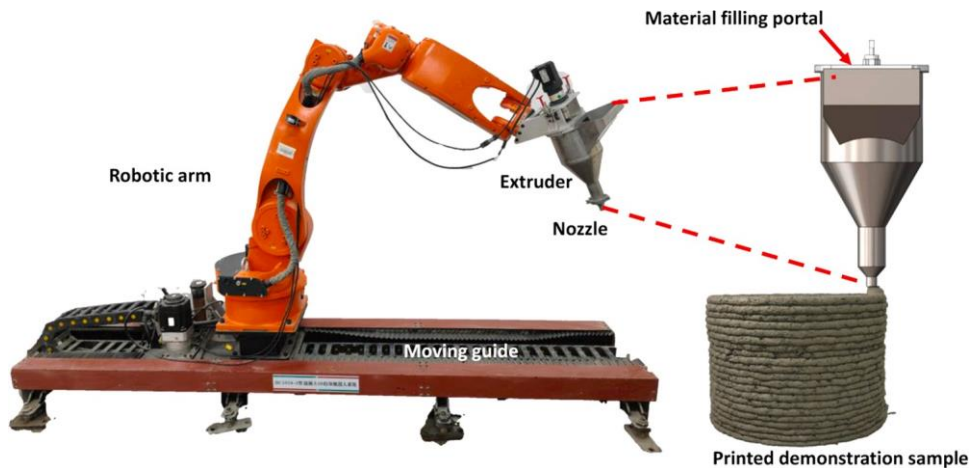 Material filling portal
Robotic arm
Extruder
Nozzle
Moving guide
Printed demonstration sample